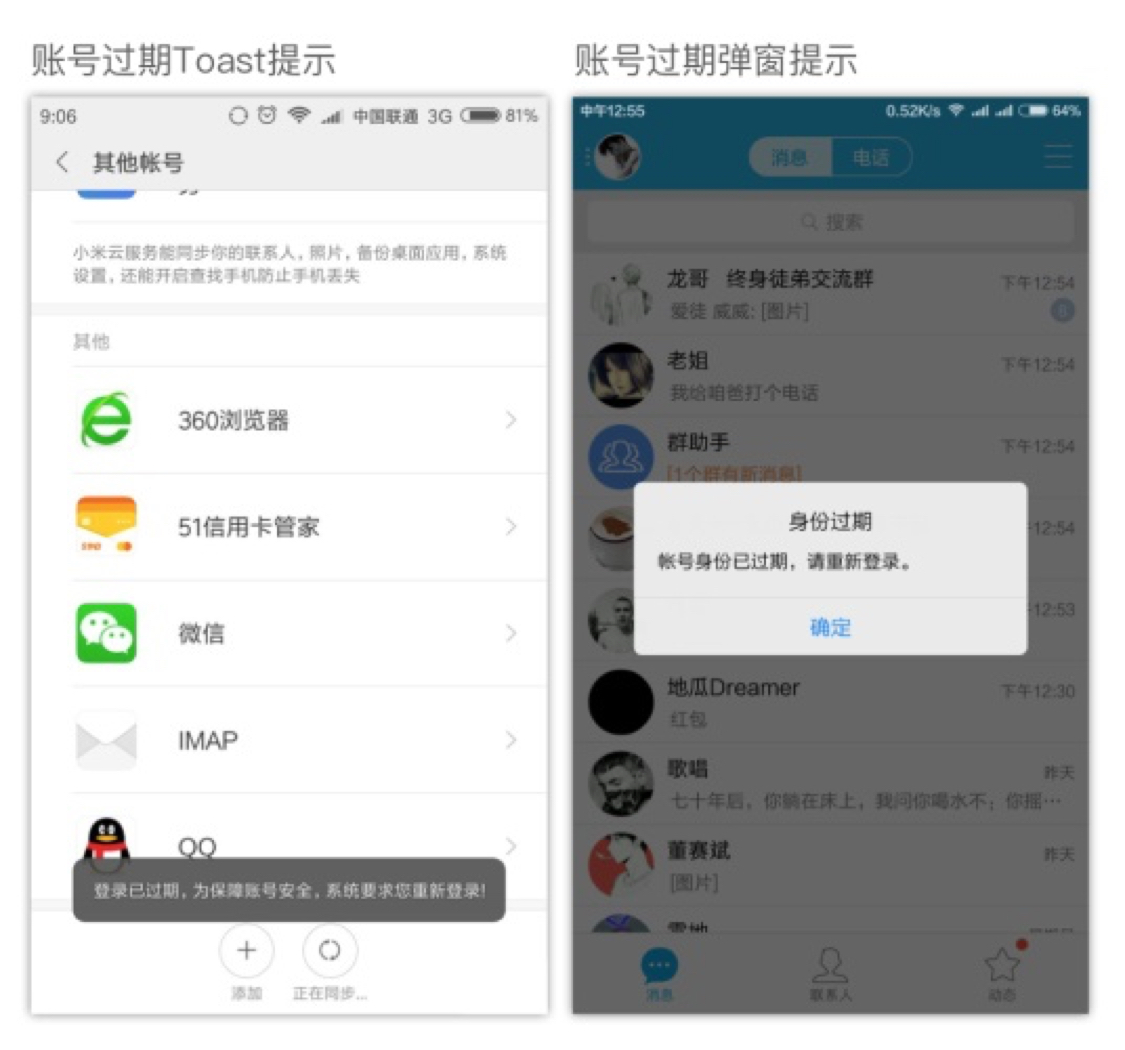 账号过期Toast提示
9:06 中国联通 3G 81%
其他帐号
小米云服务能同步你的联系人，照片，备份桌面应用，系统
设置，还能开启查找手机防止手机丢失
其他
360浏览器
51信用卡管家
微信
IMAP
QQ
登录已过期，为保障账号安全，系统要求您重新登录!
添加 正在同步...
账号过期弹窗提示
中午12:55 0.52K/s 64%
消息 电话
搜索
龙哥 终身徒弟交流群 下午12:54
爱徒 威威: [图片] 6
老姐 下午12:54
我给咱爸打个电话
群助手 下午12:54
[1个群有新消息]
12:54
身份过期
帐号身份已过期，请重新登录。
12:53
确定
地瓜Dreamer 下午12:30
红包
歌唱 昨天
七十年后，你躺在床上，我问你喝水不；你摇…
董赛斌 昨天
[图片]
消息 联系人 动态